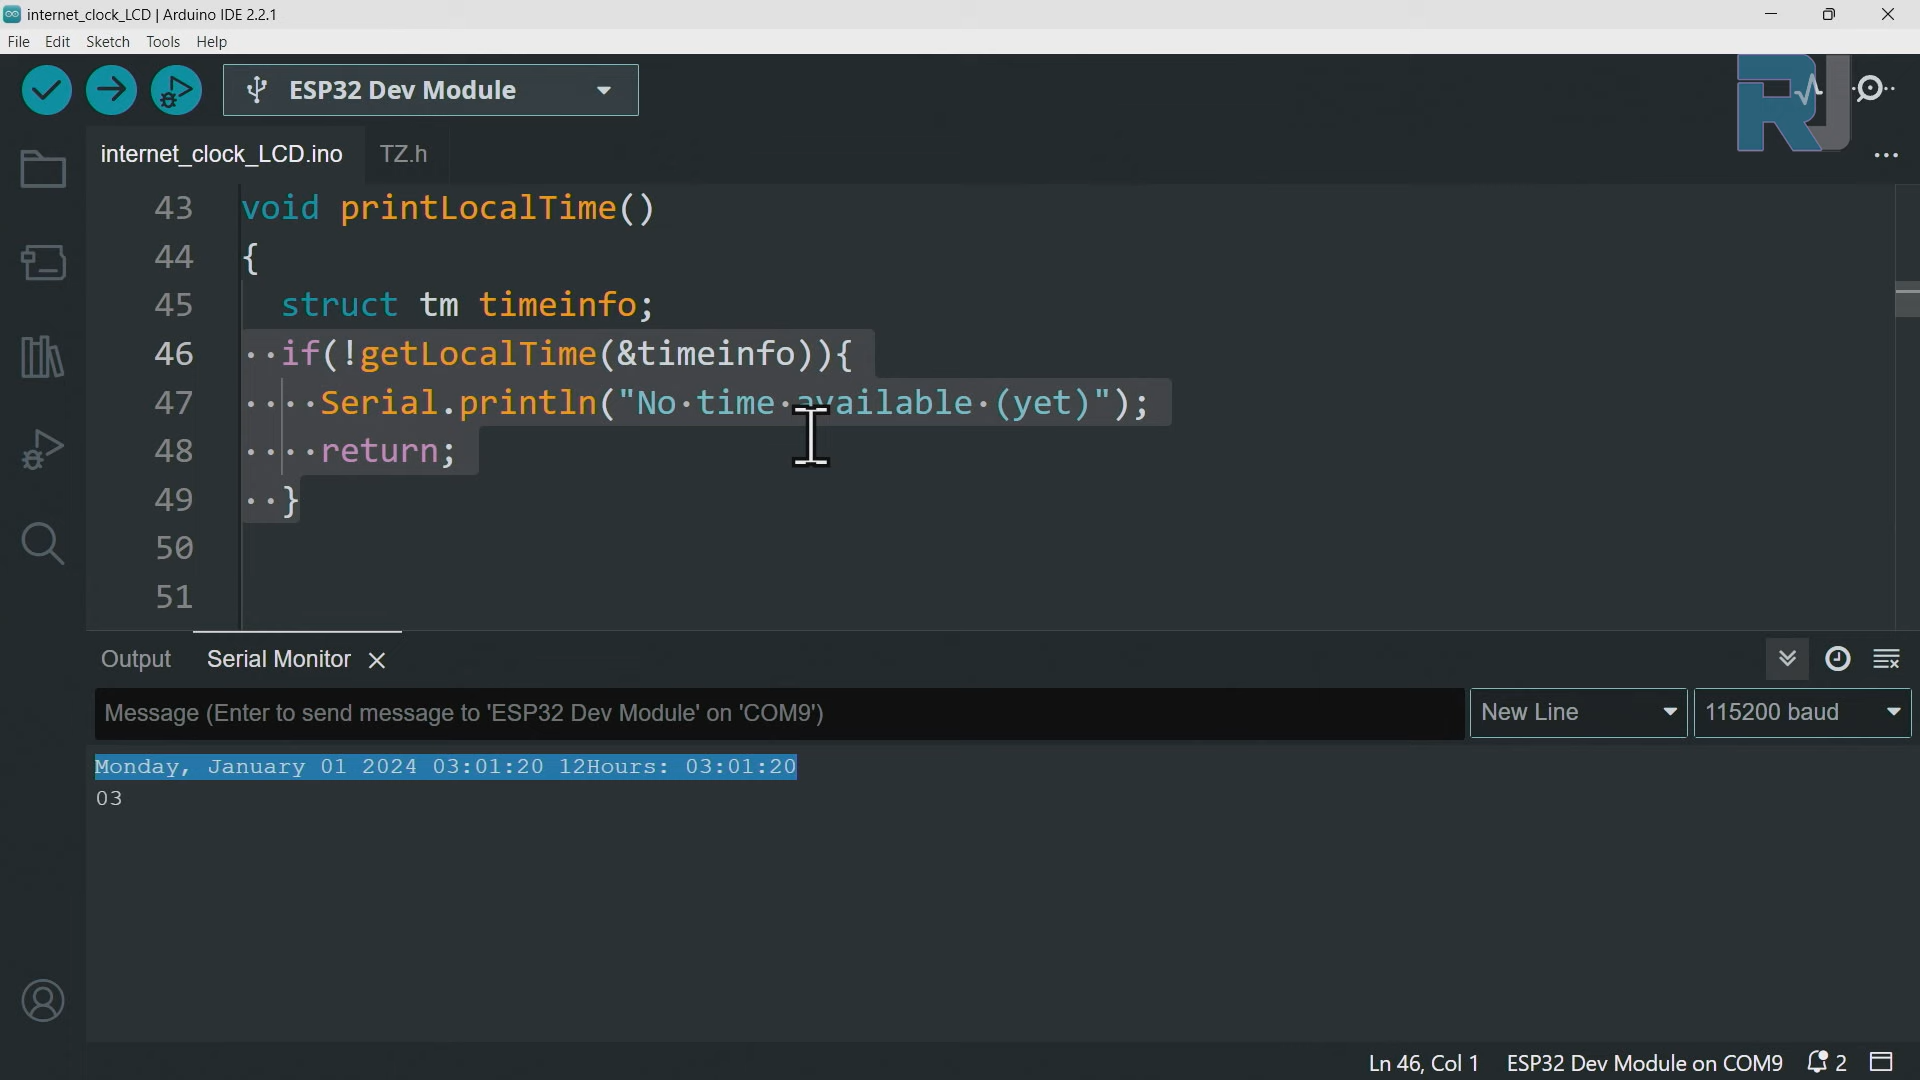 internet_clock_LCD | Arduino IDE 2.2.1
File Edit Sketch Tools Help
ESP32 Dev Module
RJ
internet_clock_LCD.ino TZ.h
43 void printLocalTime()
44 {
45 struct tm timeinfo;
46 ··if(!getLocalTime(&timeinfo)){
47 ····Serial.println("No·time·available·(yet)");
48 ····return;
49 ··}
50
51
Output Serial Monitor
Message (Enter to send message to 'ESP32 Dev Module' on 'COM9') New Line 115200 baud
Monday, January 01 2024 03:01:20 12Hours: 03:01:20
03
Ln 46, Col 1 ESP32 Dev Module on COM9 2